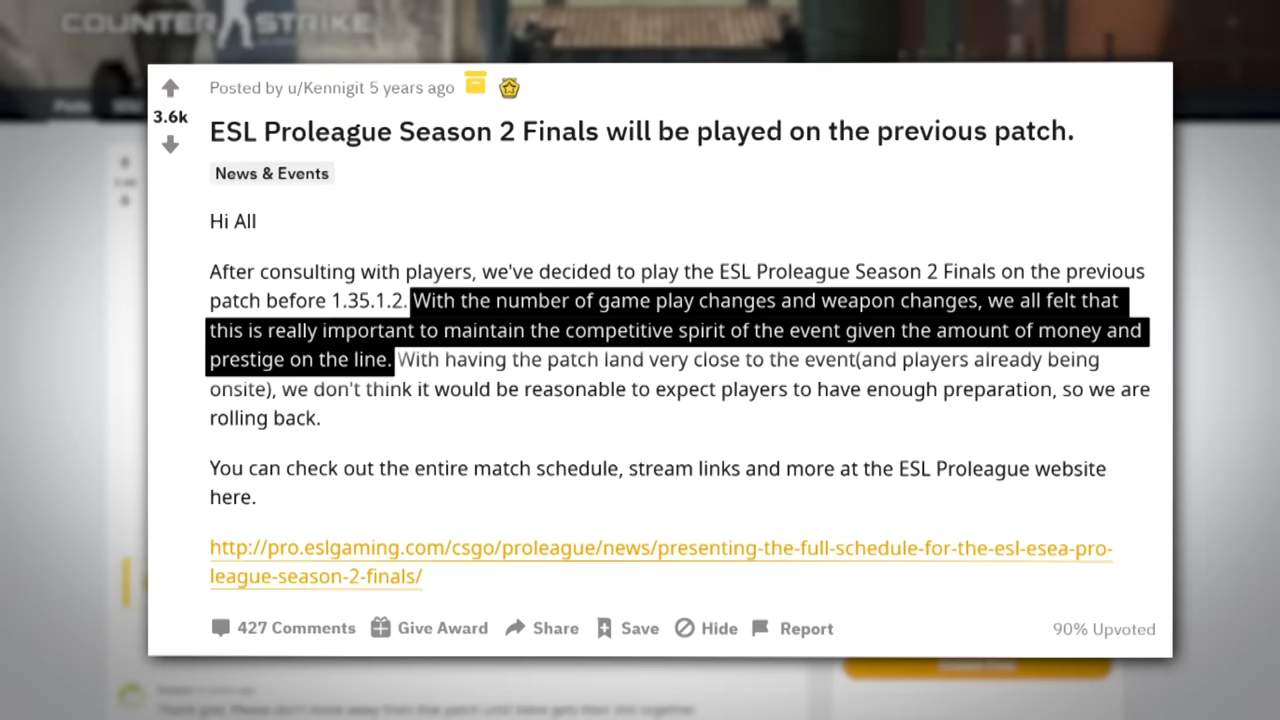 COUNTER STRIKE
Posted by u/Kennigit 5 years ago
3.6k
ESL Proleague Season 2 Finals will be played on the previous patch.
News & Events
Hi All
After consulting with players, we've decided to play the ESL Proleague Season 2 Finals on the previous
patch before 1.35.1.2. With the number of game play changes and weapon changes, we all felt that
this is really important to maintain the competitive spirit of the event given the amount of money and
prestige on the line. With having the patch land very close to the event(and players already being
onsite), we don't think it would be reasonable to expect players to have enough preparation, so we are
rolling back.
You can check out the entire match schedule, stream links and more at the ESL Proleague website
here.
http://pro.eslgaming.com/csgo/proleague/news/presenting-the-full-schedule-for-the-esl-esea-pro-
league-season-2-finals/
427 Comments Give Award Share Save Hide Report 90% Upvoted